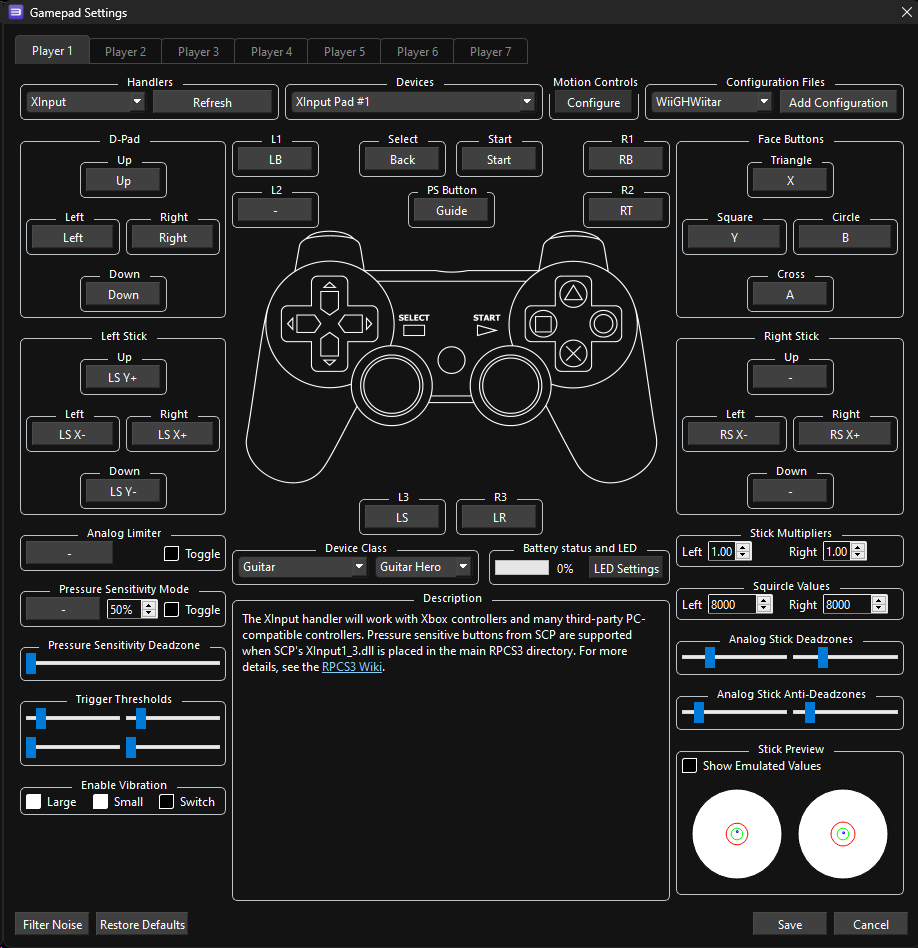 Gamepad Settings
Player 1 Player 2 Player 3 Player 4 Player 5 Player 6 Player 7
Handlers Devices Motion Controls Configuration Files
XInput Refresh XInput Pad #1 Configure WiiGHWiitar Add Configuration
D-Pad L1 Select Start R1 Face Buttons
Up LB Back Start RB Triangle
Up X
L2 PS Button R2
- Guide RT
Left Right Square Circle
Left Right Y B
Down Cross
Down A
SELECT START
Left Stick Right Stick
Up Up
LS Y+ -
Left Right Left Right
LS X- LS X+ RS X- RS X+
Down Down
LS Y- -
L3 R3
LS LR
Analog Limiter Stick Multipliers
- Toggle Left 1.00 Right 1.00
Device Class Battery status and LED
Guitar Guitar Hero 0% LED Settings
Pressure Sensitivity Mode Squircle Values
- 50% Toggle Left 8000 Right 8000
Description
The XInput handler will work with Xbox controllers and many third-party PC-
compatible controllers. Pressure sensitive buttons from SCP are supported
when SCP's XInput1_3.dll is placed in the main RPCS3 directory. For more
details, see the RPCS3 Wiki.
Pressure Sensitivity Deadzone Analog Stick Deadzones
Trigger Thresholds Analog Stick Anti-Deadzones
Stick Preview
Show Emulated Values
Enable Vibration
Large Small Switch
Filter Noise Restore Defaults Save Cancel